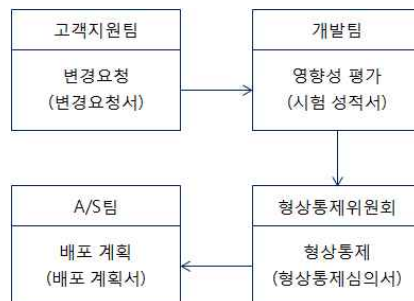 고객지원팀
변경요청
(변경요청서)
개발팀
영향성 평가
(시험 성적서)
형상통제위원회
형상통제
(형상통제심의서)
A/S팀
배포 계획
(배포 계획서)